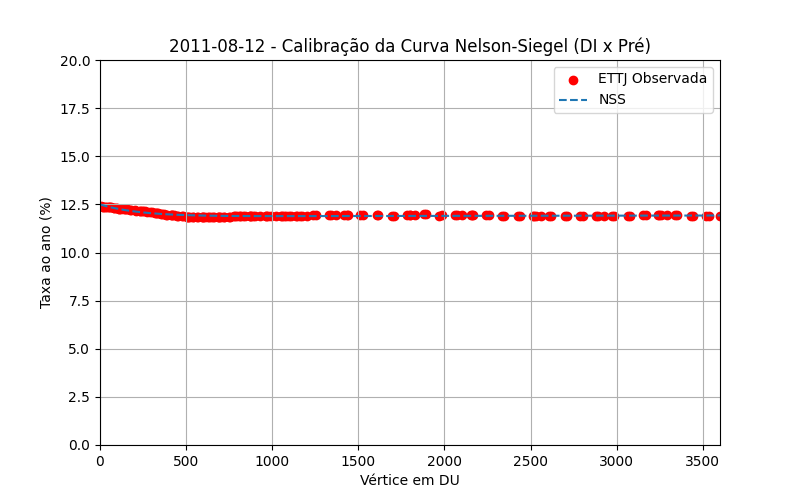 2011-08-12 - Calibração da Curva Nelson-Siegel (DI x Pré)
ETTJ Observada
NSS
20.0
17.5
15.0
12.5
10.0
7.5
5.0
2.5
0.0
Taxa ao ano (%)
0 500 1000 1500 2000 2500 3000 3500
Vértice em DU